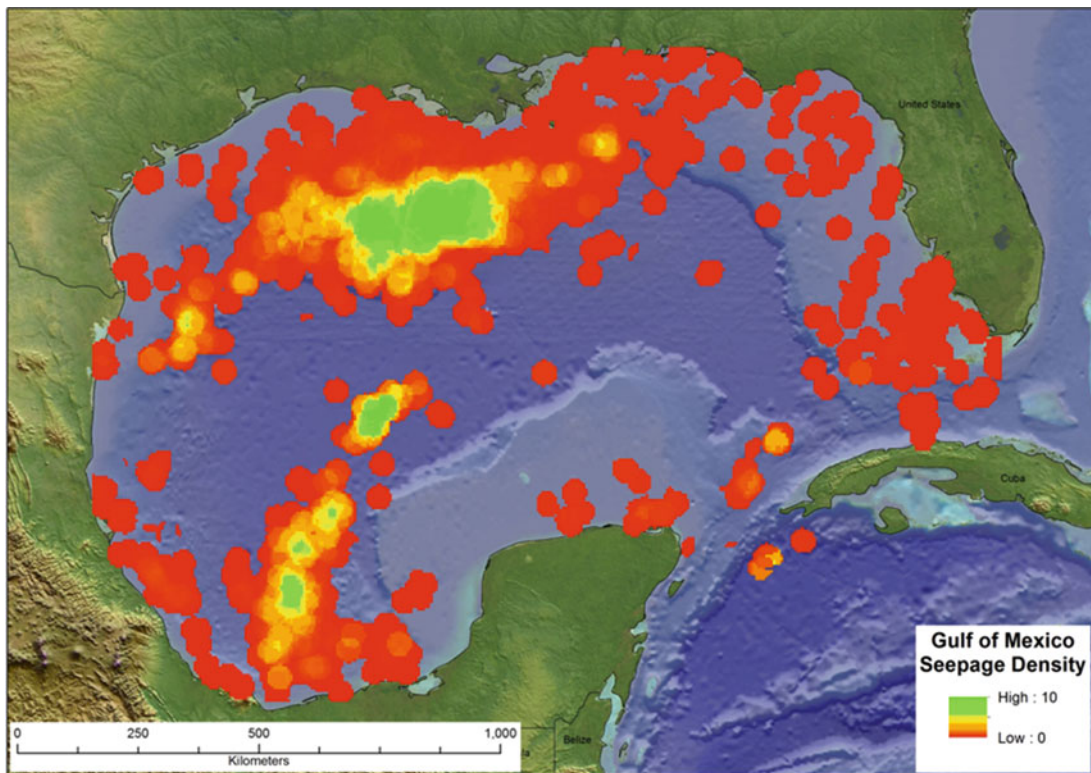 United States
Cuba
Gulf of Mexico
Seepage Density
High : 10
Low : 0
0 250 500 1,000
Kilometers
Belize